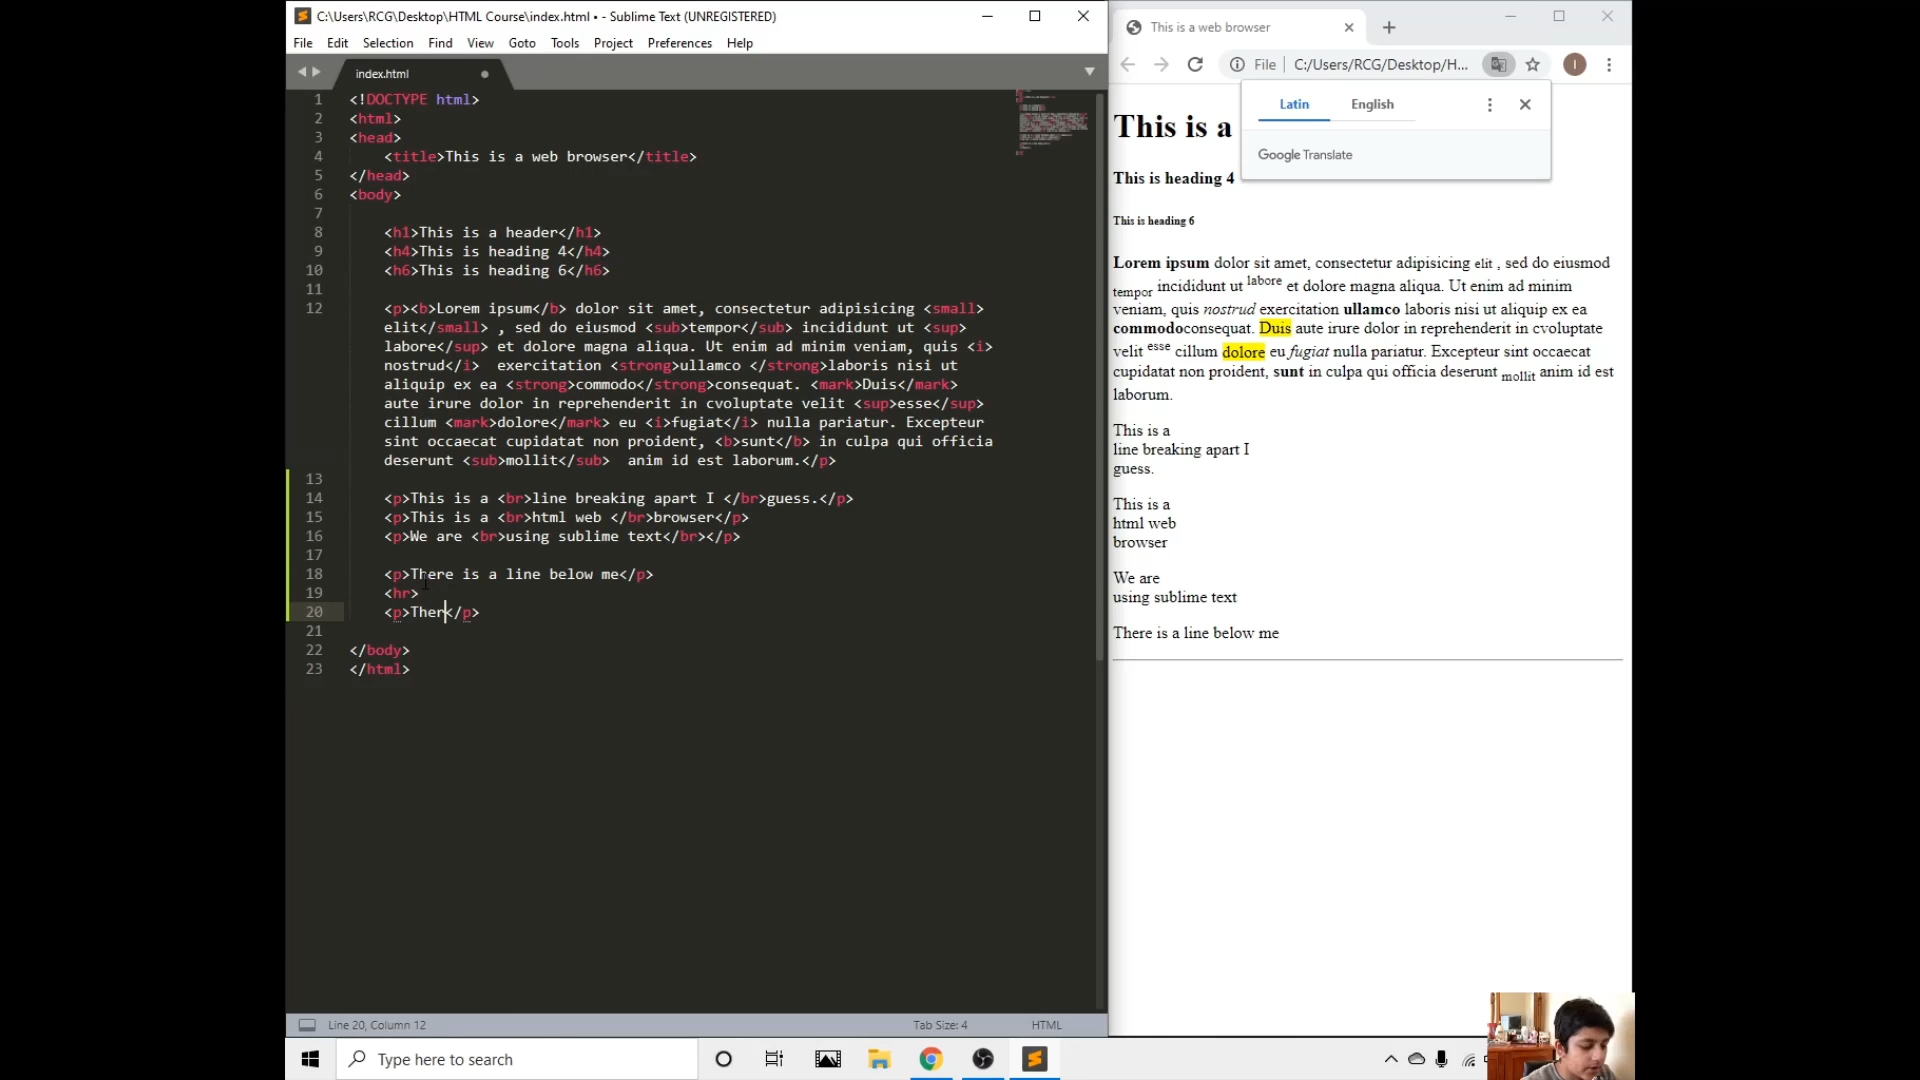 C:\Users\RCG\Desktop\HTML Course\index.html • - Sublime Text (UNREGISTERED)
File Edit Selection Find View Goto Tools Project Preferences Help
index.html
1 <!DOCTYPE html>
2 <html>
3 <head>
4 <title>This is a web browser</title>
5 </head>
6 <body>
7
8 <h1>This is a header</h1>
9 <h4>This is heading 4</h4>
10 <h6>This is heading 6</h6>
11
12 <p><b>Lorem ipsum</b> dolor sit amet, consectetur adipisicing <small>
elit</small> , sed do eiusmod <sub>tempor</sub> incididunt ut <sup>
labore</sup> et dolore magna aliqua. Ut enim ad minim veniam, quis <i>
nostrud</i>  exercitation <strong>ullamco </strong>laboris nisi ut
aliquip ex ea <strong>commodo</strong>consequat. <mark>Duis</mark>
aute irure dolor in reprehenderit in cvoluptate velit <sup>esse</sup>
cillum <mark>dolore</mark> eu <i>fugiat</i> nulla pariatur. Excepteur
sint occaecat cupidatat non proident, <b>sunt</b> in culpa qui officia
deserunt <sub>mollit</sub>  anim id est laborum.</p>
13
14 <p>This is a <br>line breaking apart I </br>guess.</p>
15 <p>This is a <br>html web </br>browser</p>
16 <p>We are <br>using sublime text</br></p>
17
18 <p>There is a line below me</p>
19 <hr>
20 <p>Ther</p>
21
22 </body>
23 </html>
Line 20, Column 12 Tab Size: 4 HTML
This is a web browser
File C:/Users/RCG/Desktop/H...
I
Latin English
Google Translate
This is a
This is heading 4
This is heading 6
Lorem ipsum dolor sit amet, consectetur adipisicing elit , sed do eiusmod
tempor incididunt ut labore et dolore magna aliqua. Ut enim ad minim
veniam, quis nostrud exercitation ullamco laboris nisi ut aliquip ex ea
commodoconsequat. Duis aute irure dolor in reprehenderit in cvoluptate
velit esse cillum dolore eu fugiat nulla pariatur. Excepteur sint occaecat
cupidatat non proident, sunt in culpa qui officia deserunt mollit anim id est
laborum.
This is a
line breaking apart I
guess.
This is a
html web
browser
We are
using sublime text
There is a line below me
Type here to search